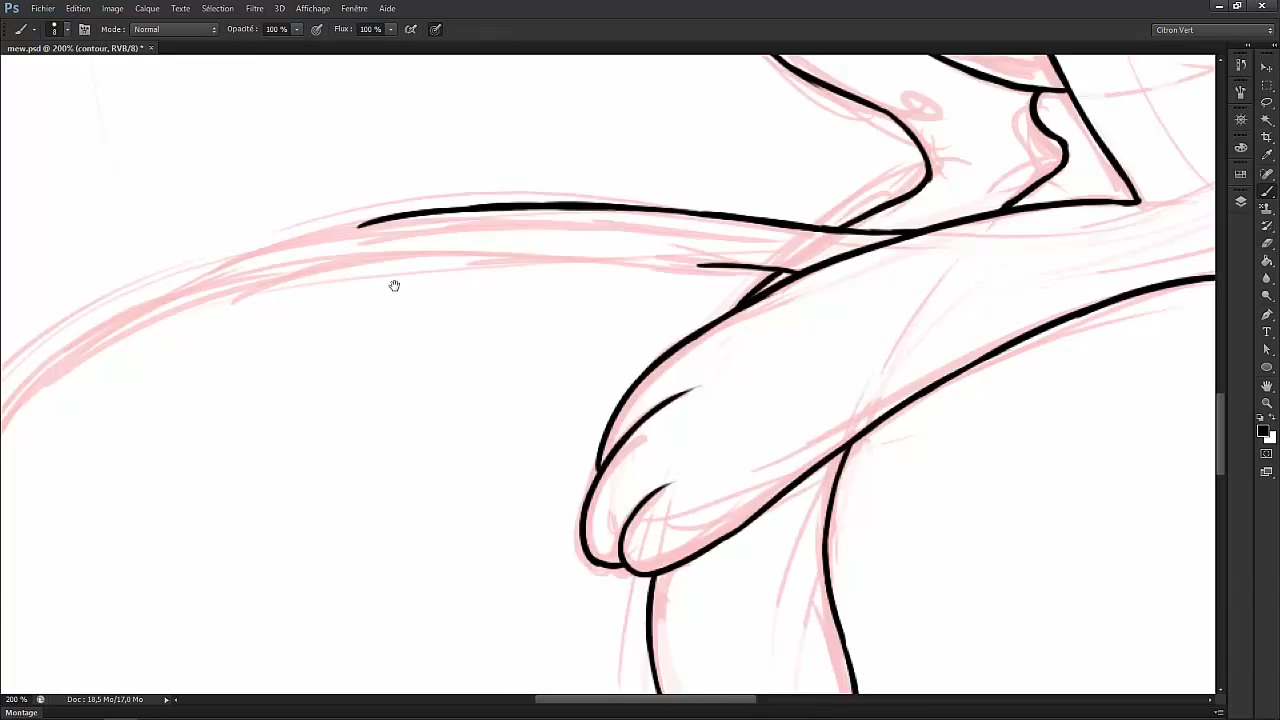 Ps Fichier Edition Image Calque Texte Sélection Filtre 3D Affichage Fenêtre Aide
8 Mode : Normal Opacité : 100 % Flux : 100 % Citron Vert
mew.psd @ 200% (contour, RVB/8) * ×
200 % Doc : 18,5 Mo/17,0 Mo
Montage